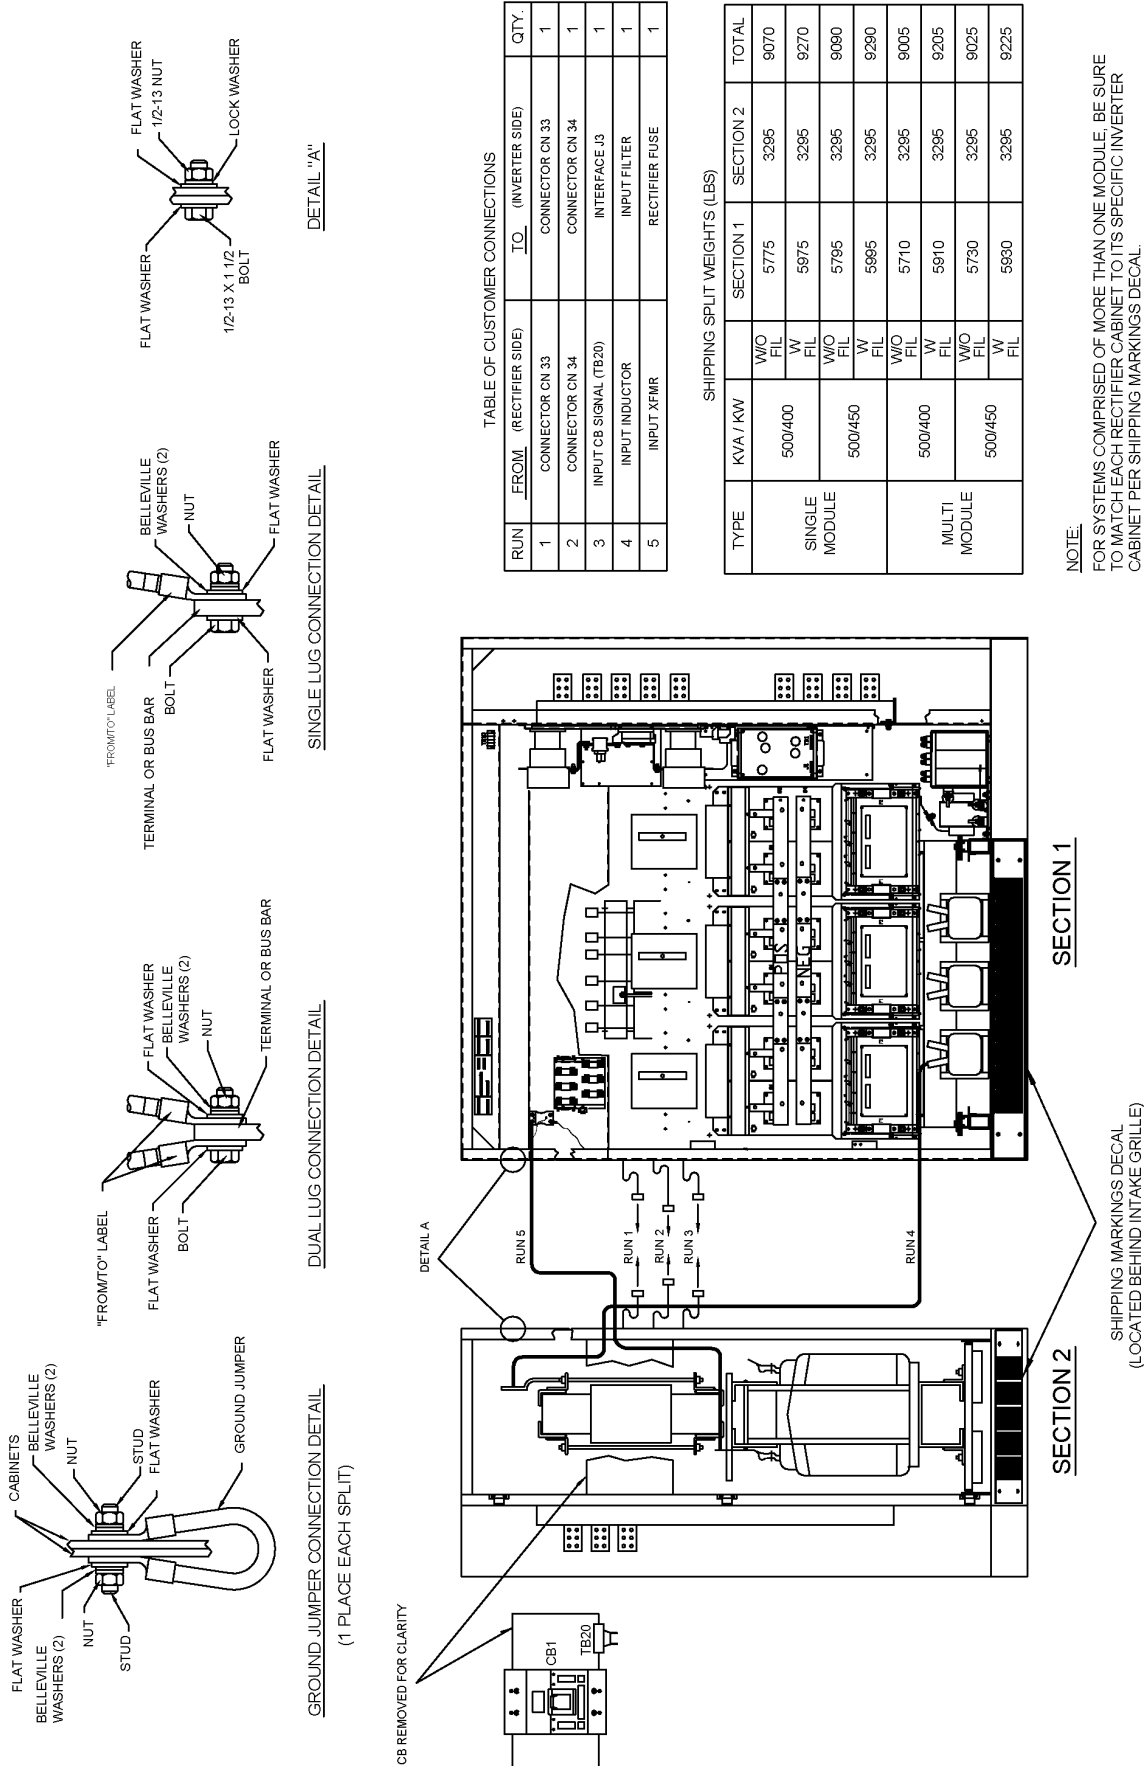 FLAT WASHER
BELLEVILLE
WASHERS (2)
NUT
STUD
CABINETS
BELLEVILLE
WASHERS (2)
NUT
STUD
FLAT WASHER
GROUND JUMPER
GROUND JUMPER CONNECTION DETAIL
(1 PLACE EACH SPLIT)
"FROM/TO" LABEL
FLAT WASHER
BOLT
FLAT WASHER
BELLEVILLE
WASHERS (2)
NUT
TERMINAL OR BUS BAR
DUAL LUG CONNECTION DETAIL
"FROM/TO" LABEL
TERMINAL OR BUS BAR
BOLT
FLAT WASHER
BELLEVILLE
WASHERS (2)
NUT
FLAT WASHER
SINGLE LUG CONNECTION DETAIL
FLAT WASHER
1/2-13 X 1 1/2
BOLT
FLAT WASHER
1/2-13 NUT
LOCK WASHER
DETAIL "A"
CB REMOVED FOR CLARITY
CB1
TB20
DETAIL A
RUN 5
RUN 1
RUN 2
RUN 3
RUN 4
POS
NEG
SECTION 2
SECTION 1
SHIPPING MARKINGS DECAL
(LOCATED BEHIND INTAKE GRILLE)
TABLE OF CUSTOMER CONNECTIONS
RUN FROM (RECTIFIER SIDE) TO (INVERTER SIDE) QTY.
1 CONNECTOR CN 33 CONNECTOR CN 33 1
2 CONNECTOR CN 34 CONNECTOR CN 34 1
3 INPUT CB SIGNAL (TB20) INTERFACE J3 1
4 INPUT INDUCTOR INPUT FILTER 1
5 INPUT XFMR RECTIFIER FUSE 1
SHIPPING SPLIT WEIGHTS (LBS)
TYPE KVA / KW SECTION 1 SECTION 2 TOTAL
SINGLE
MODULE
500/400
W/O
FIL
5775 3295 9070
W
FIL
5975 3295 9270
500/450
W/O
FIL
5795 3295 9090
W
FIL
5995 3295 9290
MULTI
MODULE
500/400
W/O
FIL
5710 3295 9005
W
FIL
5910 3295 9205
500/450
W/O
FIL
5730 3295 9025
W
FIL
5930 3295 9225
NOTE:
FOR SYSTEMS COMPRISED OF MORE THAN ONE MODULE, BE SURE
TO MATCH EACH RECTIFIER CABINET TO ITS SPECIFIC INVERTER
CABINET PER SHIPPING MARKINGS DECAL.